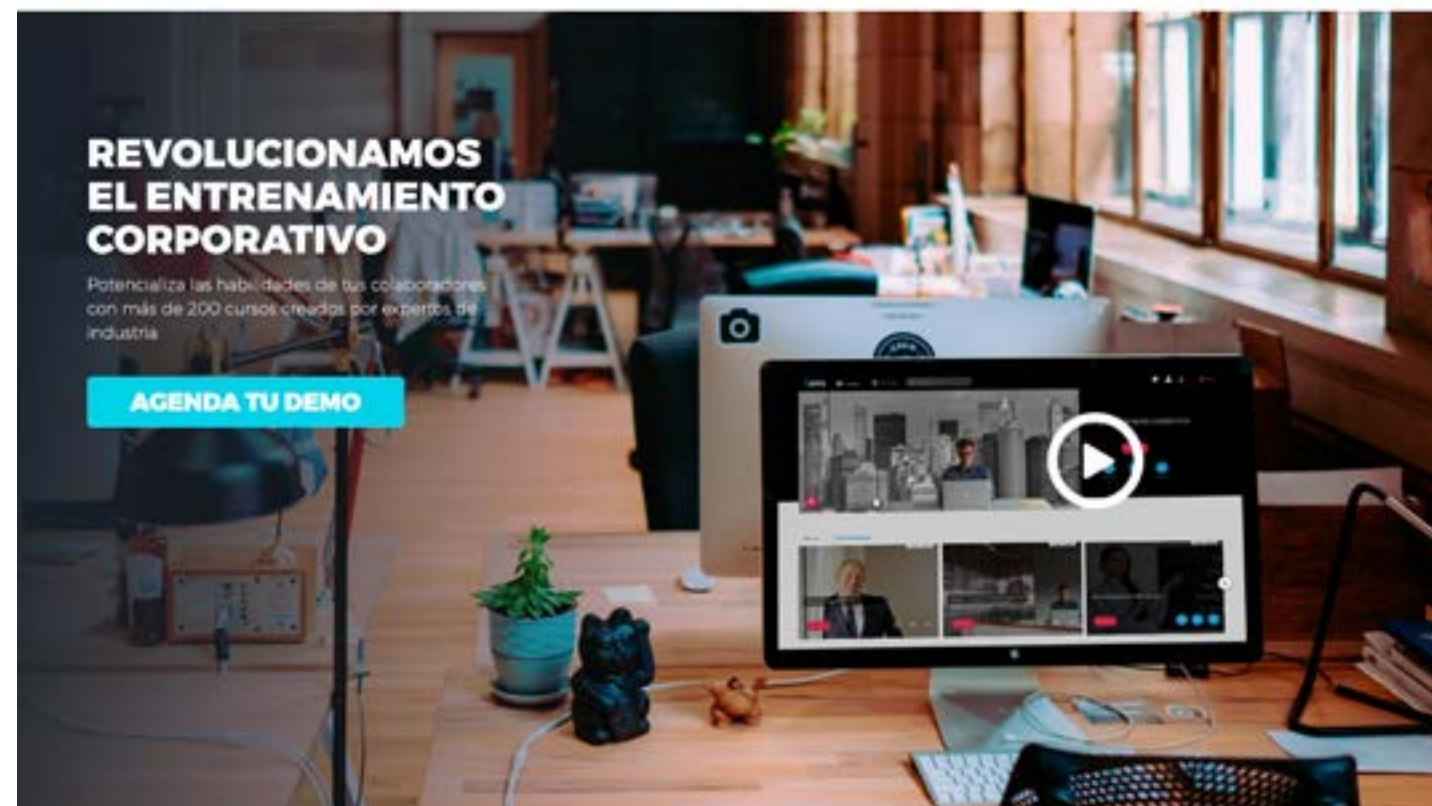 REVOLUCIONAMOS
EL ENTRENAMIENTO
CORPORATIVO
Potencializa las habilidades de tus colaboradores
con más de 200 cursos creados por expertos de
industria
AGENDA TU DEMO